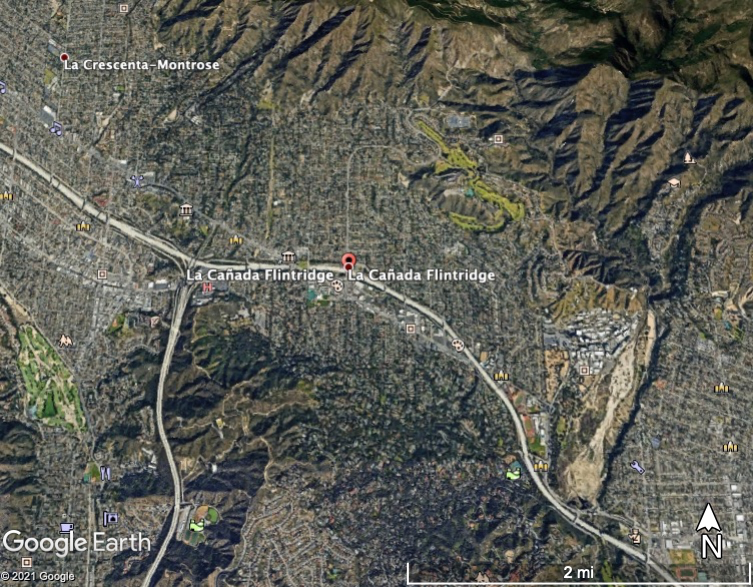 La Crescenta-Montrose
La Cañada Flintridge La Cañada Flintridge
Google Earth
© 2021 Google
2 mi
N